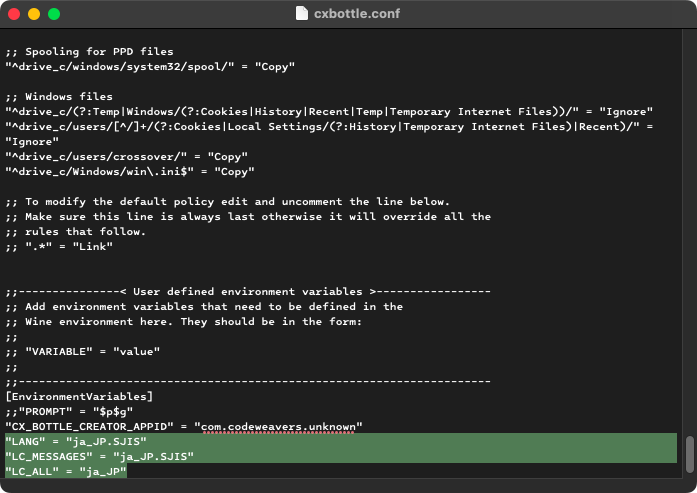 cxbottle.conf
;; Spooling for PPD files
"^drive_c/windows/system32/spool/" = "Copy"
;; Windows files
"^drive_c/(?:Temp|Windows/(?:Cookies|History|Recent|Temp|Temporary Internet Files))/" = "Ignore"
"^drive_c/users/[^/]+/(?:Cookies|Local Settings/(?:History|Temporary Internet Files)|Recent)/" =
"Ignore"
"^drive_c/users/crossover/" = "Copy"
"^drive_c/Windows/win\.ini$" = "Copy"
;; To modify the default policy edit and uncomment the line below.
;; Make sure this line is always last otherwise it will override all the
;; rules that follow.
;; ".*" = "Link"
;;---------------< User defined environment variables >-----------------
;; Add environment variables that need to be defined in the
;; Wine environment here. They should be in the form:
;;
;; "VARIABLE" = "value"
;;
;;----------------------------------------------------------------------
[EnvironmentVariables]
;;"PROMPT" = "$p$g"
"CX_BOTTLE_CREATOR_APPID" = "com.codeweavers.unknown"
"LANG" = "ja_JP.SJIS"
"LC_MESSAGES" = "ja_JP.SJIS"
"LC_ALL" = "ja_JP"